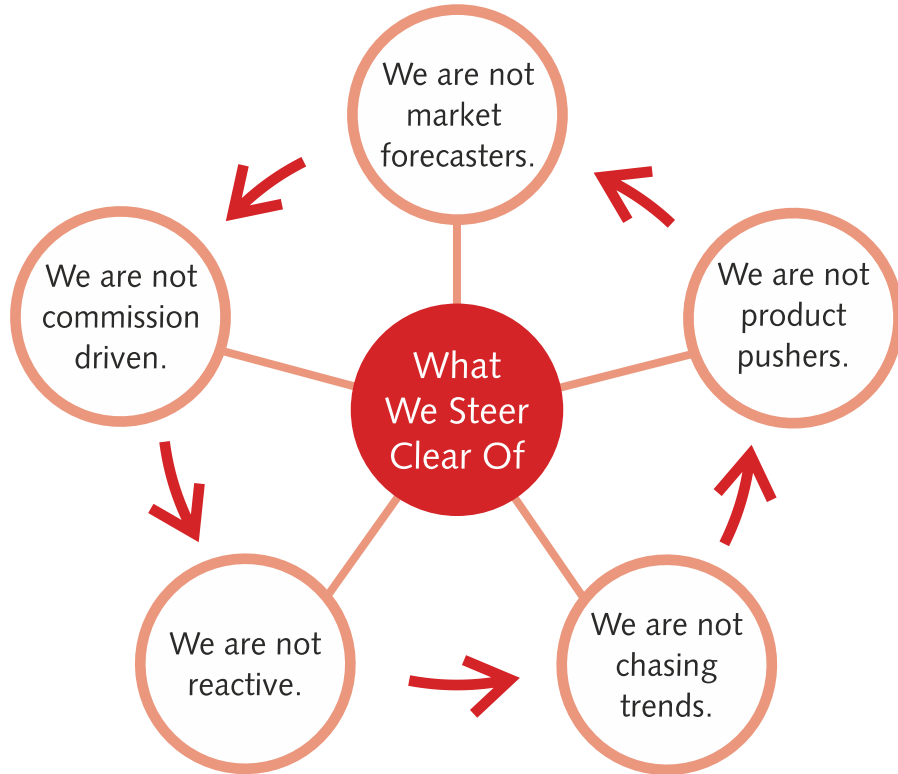 We are not
market
forecasters.
We are not
commission
driven.
We are not
product
pushers.
What
We Steer
Clear Of
We are not
reactive.
We are not
chasing
trends.